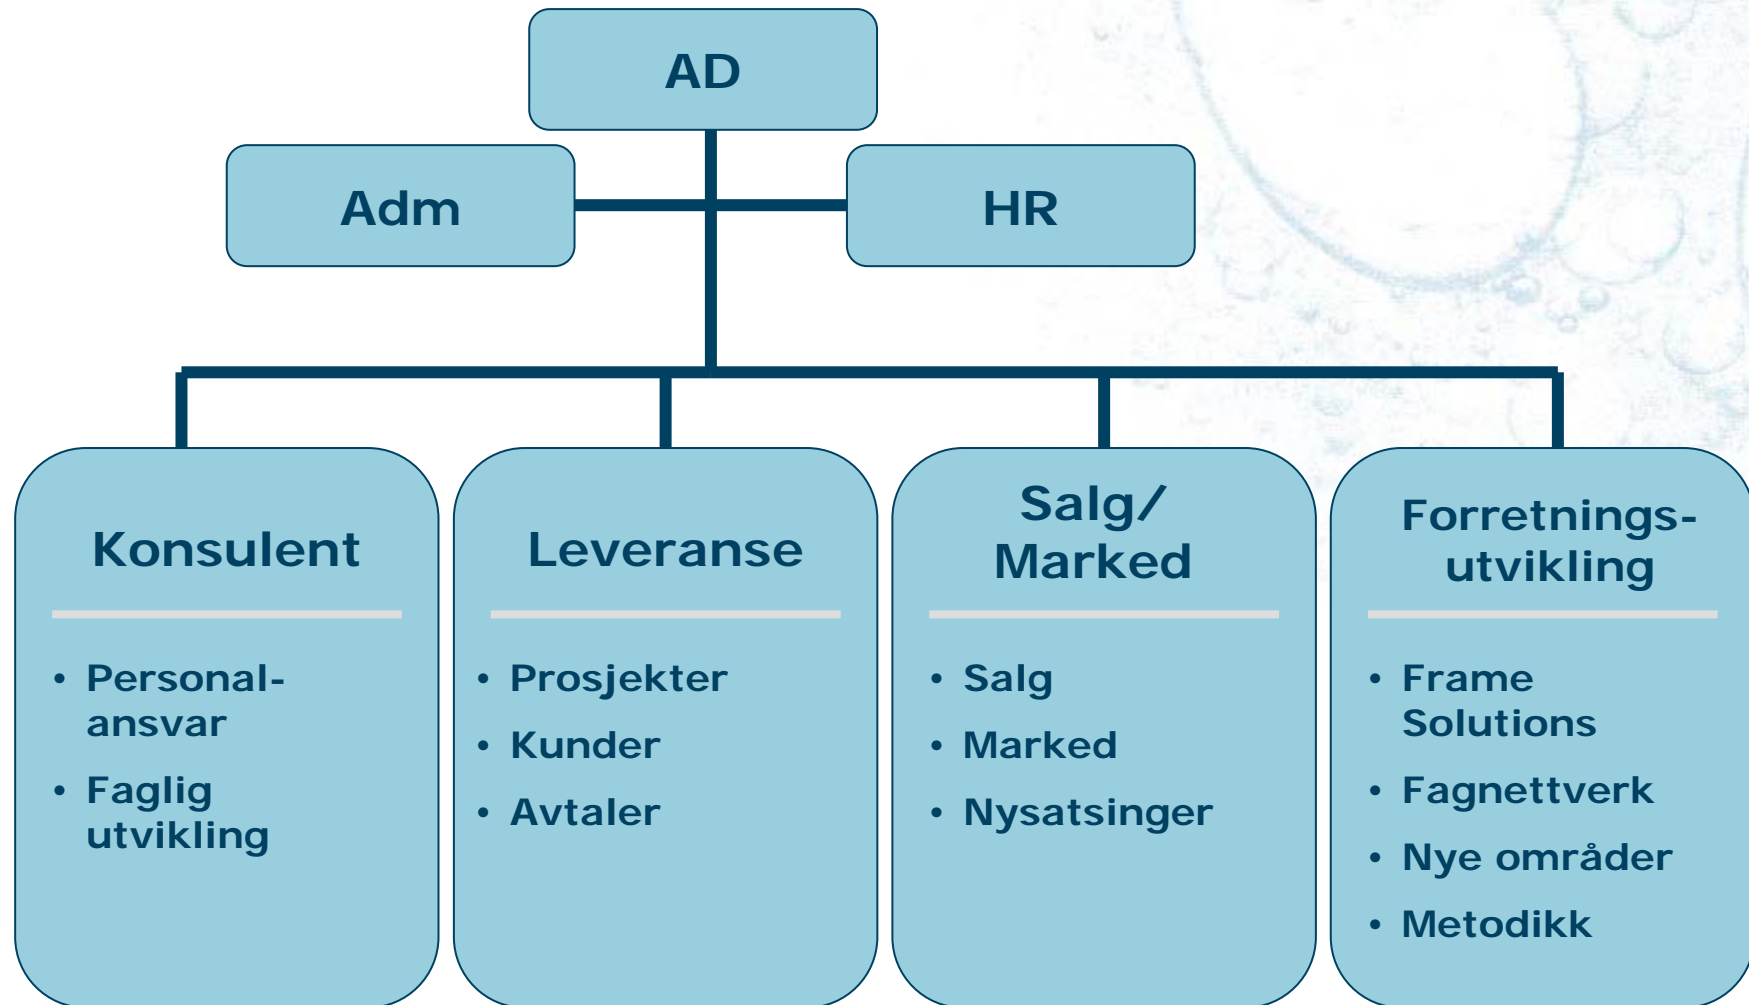 AD
Adm
HR
Konsulent
• Personal-
ansvar
• Faglig
utvikling
Leveranse
• Prosjekter
• Kunder
• Avtaler
Salg/
Marked
• Salg
• Marked
• Nysatsinger
Forretnings-
utvikling
• Frame
Solutions
• Fagnettverk
• Nye områder
• Metodikk